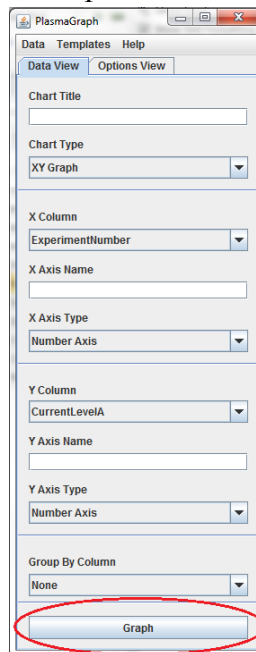 PlasmaGraph
Data Templates Help
Data View Options View
Chart Title
Chart Type
XY Graph
X Column
ExperimentNumber
X Axis Name
X Axis Type
Number Axis
Y Column
CurrentLevelA
Y Axis Name
Y Axis Type
Number Axis
Group By Column
None
Graph